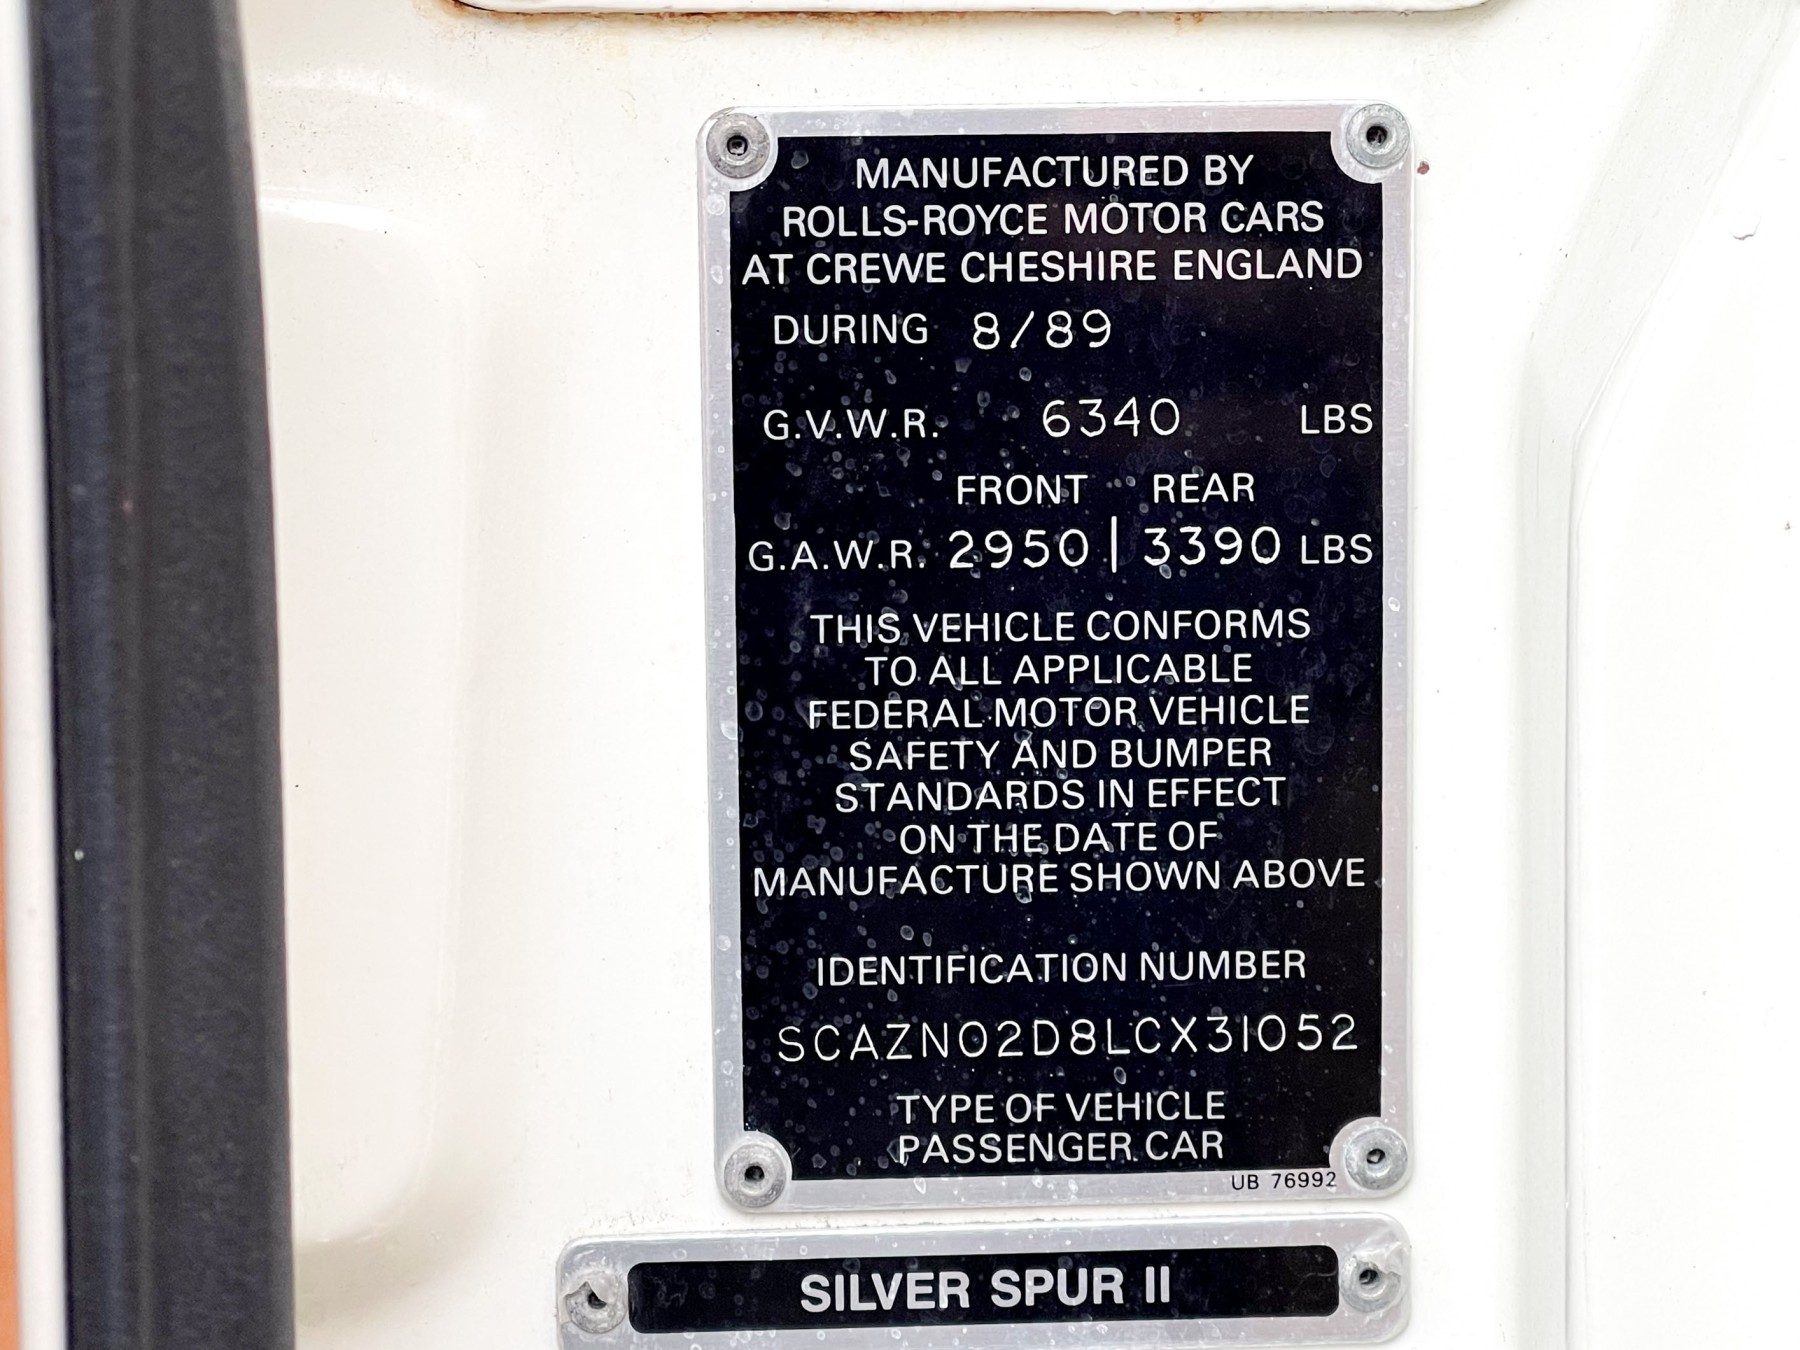 MANUFACTURED BY
ROLLS-ROYCE MOTOR CARS
AT CREWE CHESHIRE ENGLAND
DURING 8/89
G.V.W.R. 6340 LBS
FRONT REAR
G.A.W.R. 2950 | 3390 LBS
THIS VEHICLE CONFORMS
TO ALL APPLICABLE
FEDERAL MOTOR VEHICLE
SAFETY AND BUMPER
STANDARDS IN EFFECT
ON THE DATE OF
MANUFACTURE SHOWN ABOVE
IDENTIFICATION NUMBER
SCAZN02D8LCX31052
TYPE OF VEHICLE
PASSENGER CAR
UB 76992
SILVER SPUR II